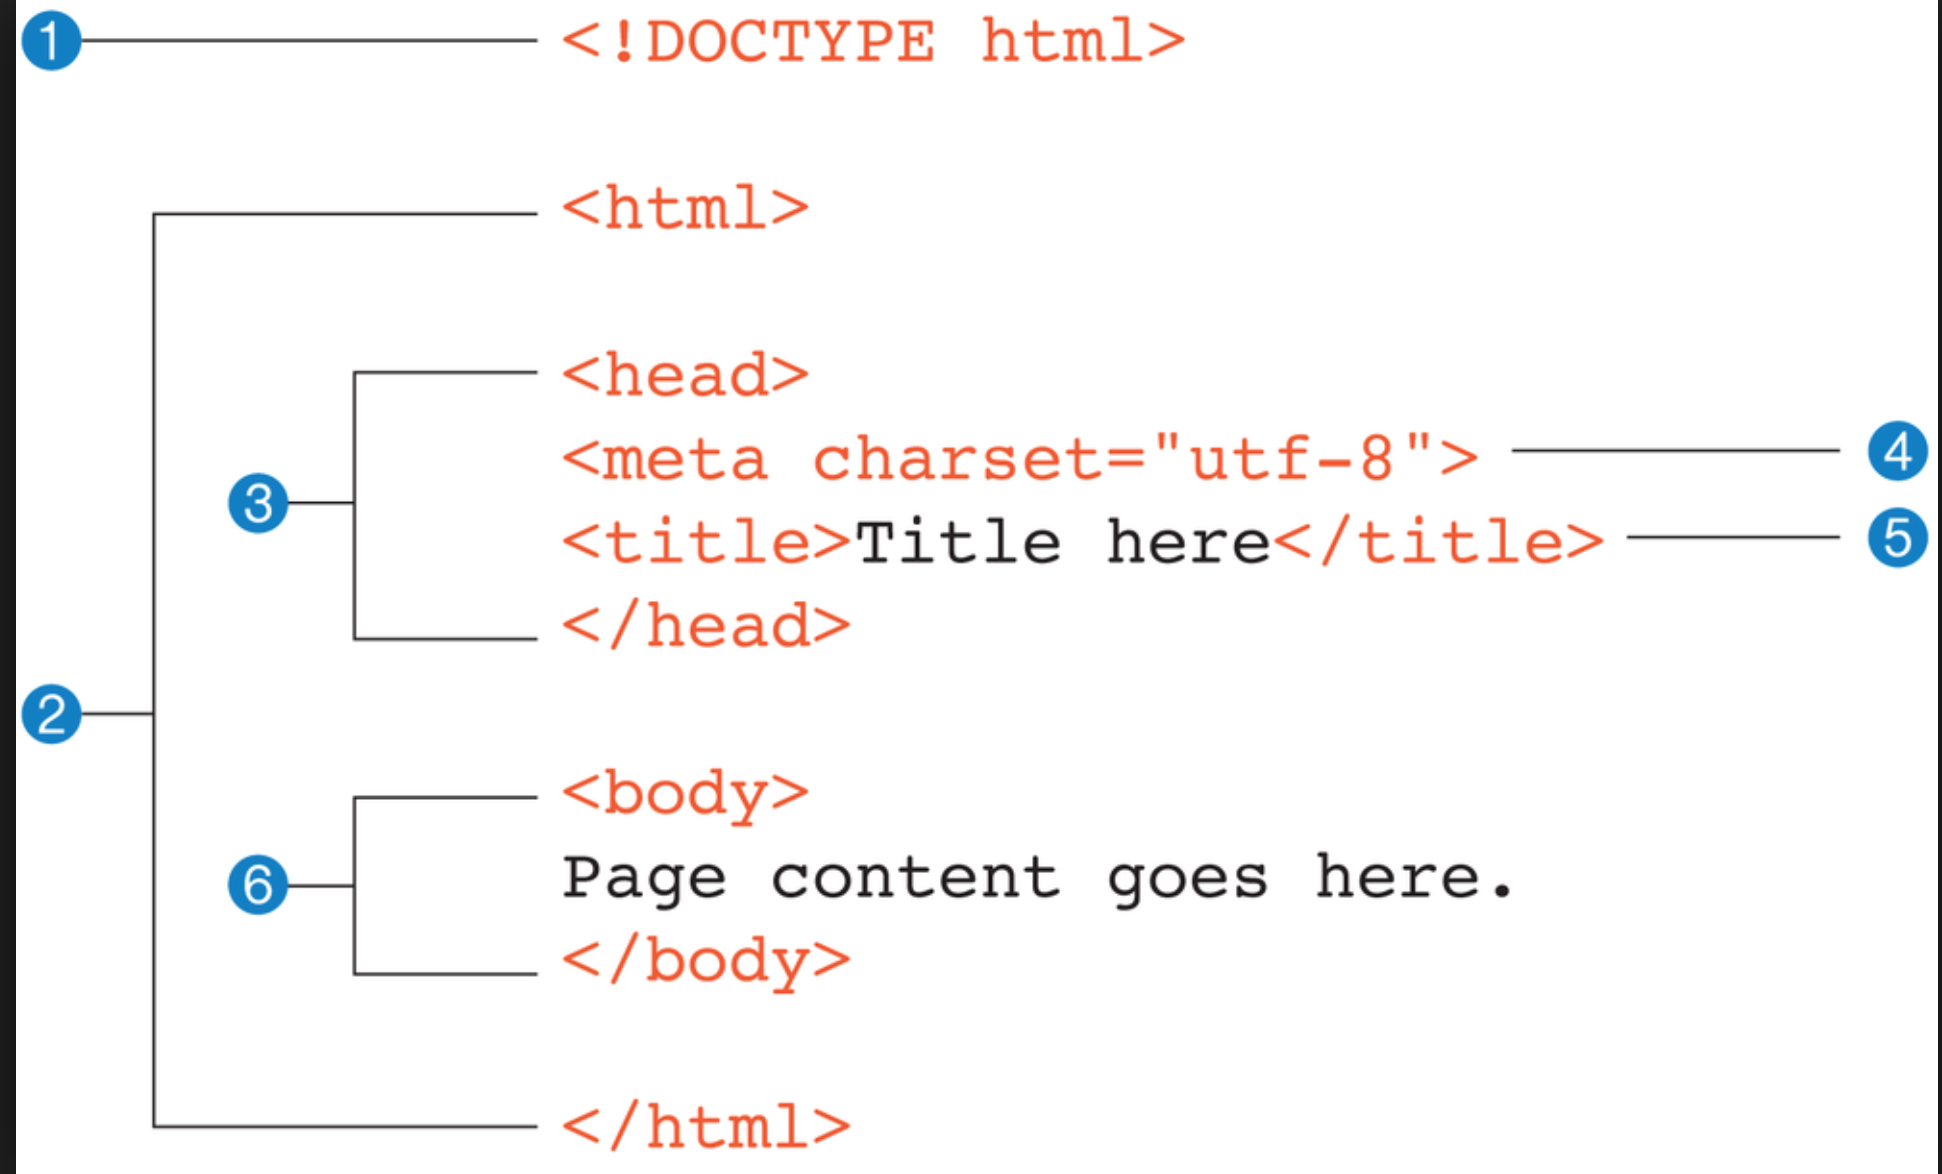 1 <!DOCTYPE html>
<html>
<head>
<meta charset="utf-8"> 4
3
<title>Title here</title> 5
</head>
2
<body>
6 Page content goes here.
</body>
</html>